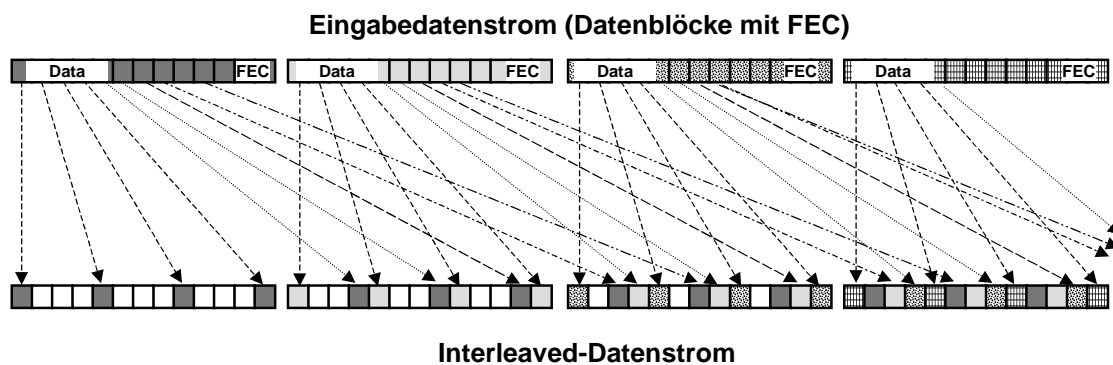 Eingabedatenstrom (Datenblöcke mit FEC)
Data FEC Data FEC Data FEC Data FEC
Interleaved-Datenstrom